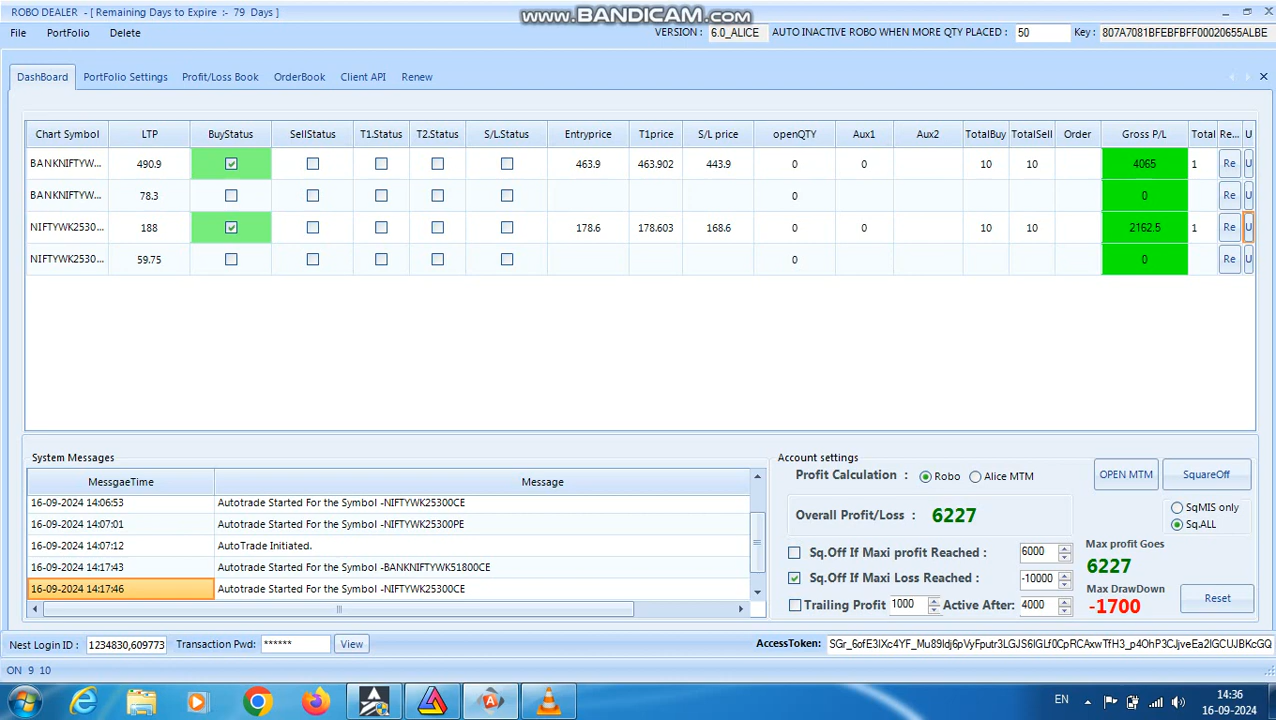 ROBO DEALER - [ Remaining Days to Expire :- 79 Days ]
www.BANDICAM.com
File PortFolio Delete
VERSION : 6.0_ALICE AUTO INACTIVE ROBO WHEN MORE QTY PLACED : 50 Key : 807A7081BFEBFBFF00020655ALBE
DashBoard PortFolio Settings Profit/Loss Book OrderBook Client API Renew
Chart Symbol LTP BuyStatus SellStatus T1.Status T2.Status S/L.Status Entryprice T1price S/L price openQTY Aux1 Aux2 TotalBuy TotalSell Order Gross P/L Total Re... U
BANKNIFTYW... 490.9 463.9 463.902 443.9 0 0 10 10 4065 1 Re U
BANKNIFTYW... 78.3 0 0 Re U
NIFTYWK2530... 188 178.6 178.603 168.6 0 0 10 10 2162.5 1 Re U
NIFTYWK2530... 59.75 0 0 Re U
System Messages
MessgaeTime Message
16-09-2024 14:06:53 Autotrade Started For the Symbol -NIFTYWK25300CE
16-09-2024 14:07:01 Autotrade Started For the Symbol -NIFTYWK25300PE
16-09-2024 14:07:12 AutoTrade Initiated.
16-09-2024 14:17:43 Autotrade Started For the Symbol -BANKNIFTYWK51800CE
16-09-2024 14:17:46 Autotrade Started For the Symbol -NIFTYWK25300CE
Account settings
Profit Calculation : Robo Alice MTM OPEN MTM SquareOff
Overall Profit/Loss : 6227
SqMIS only
Sq.ALL
Sq.Off If Maxi profit Reached : 6000
Sq.Off If Maxi Loss Reached : -10000
Trailing Profit 1000 Active After: 4000
Max profit Goes
6227
Max DrawDown
-1700
Reset
Nest Login ID : 1234830,609773 Transaction Pwd: ****** View
AccessToken:
ON 9 10
EN
14:36
16-09-2024